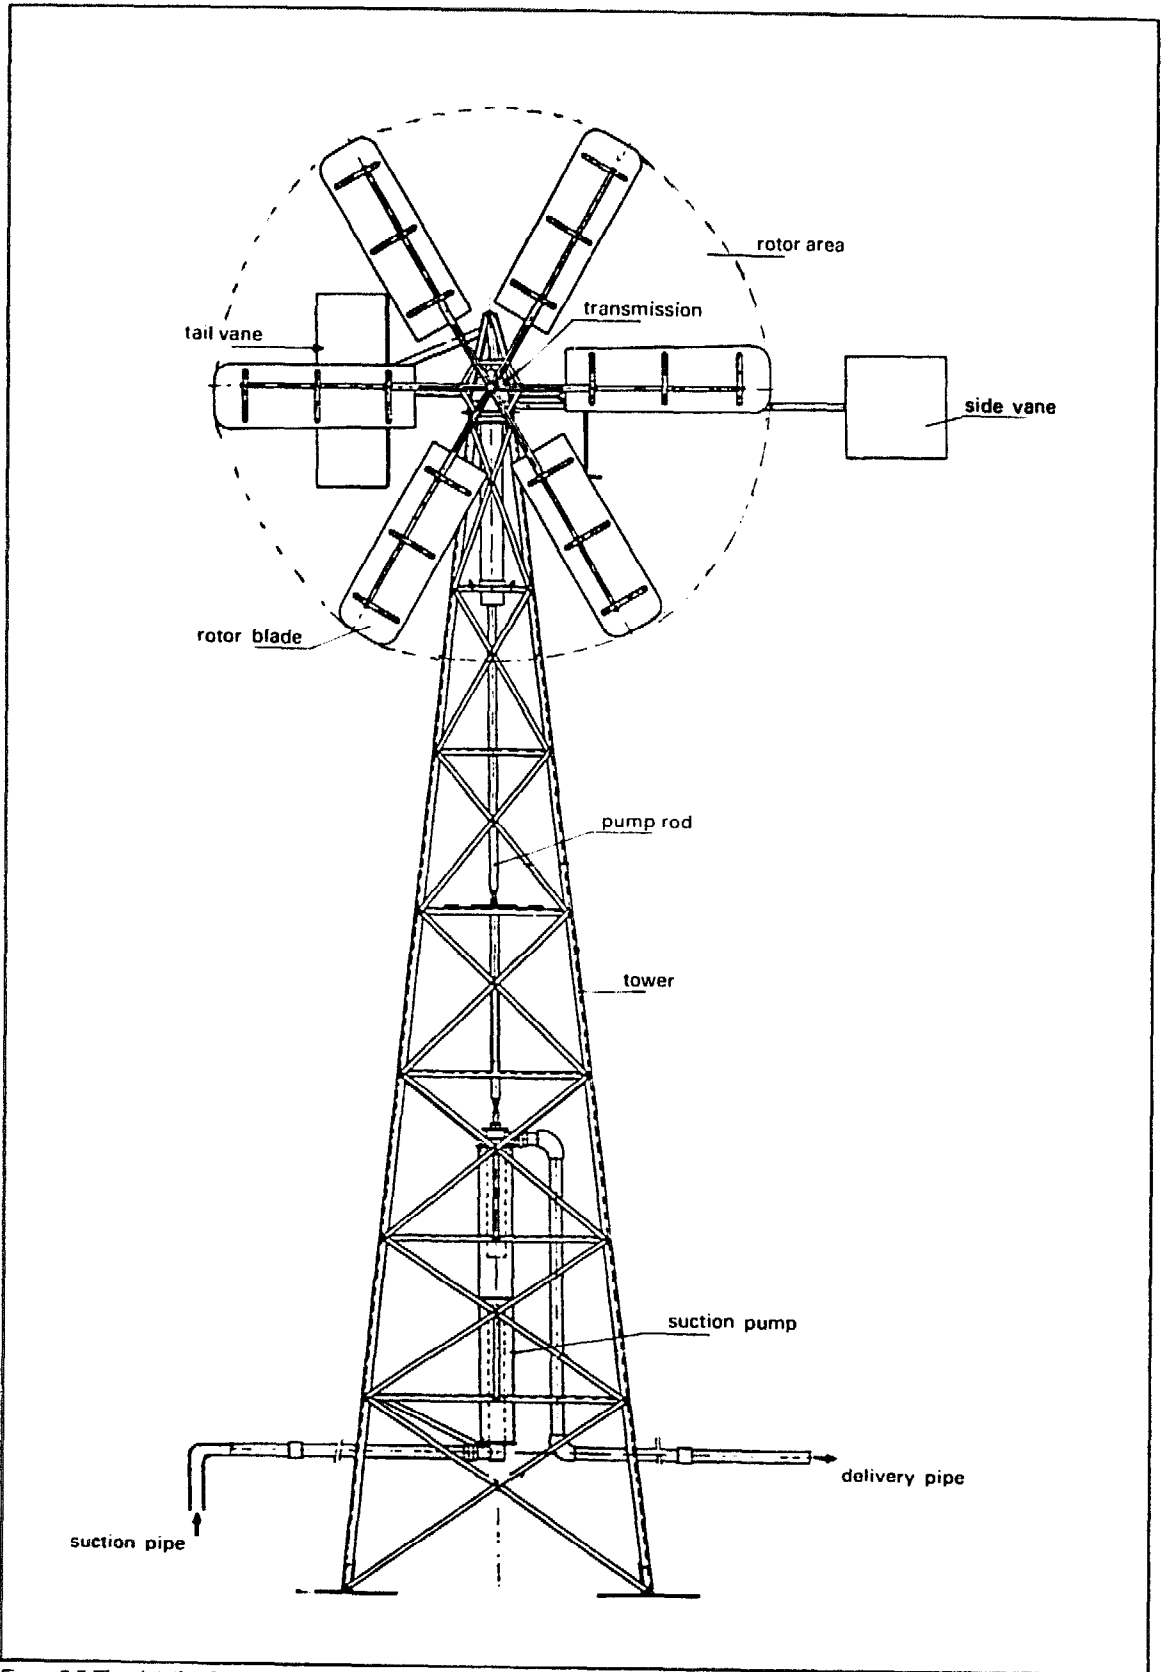 rotor area
transmission
tail vane
side vane
rotor blade
pump rod
tower
suction pump
delivery pipe
suction pipe